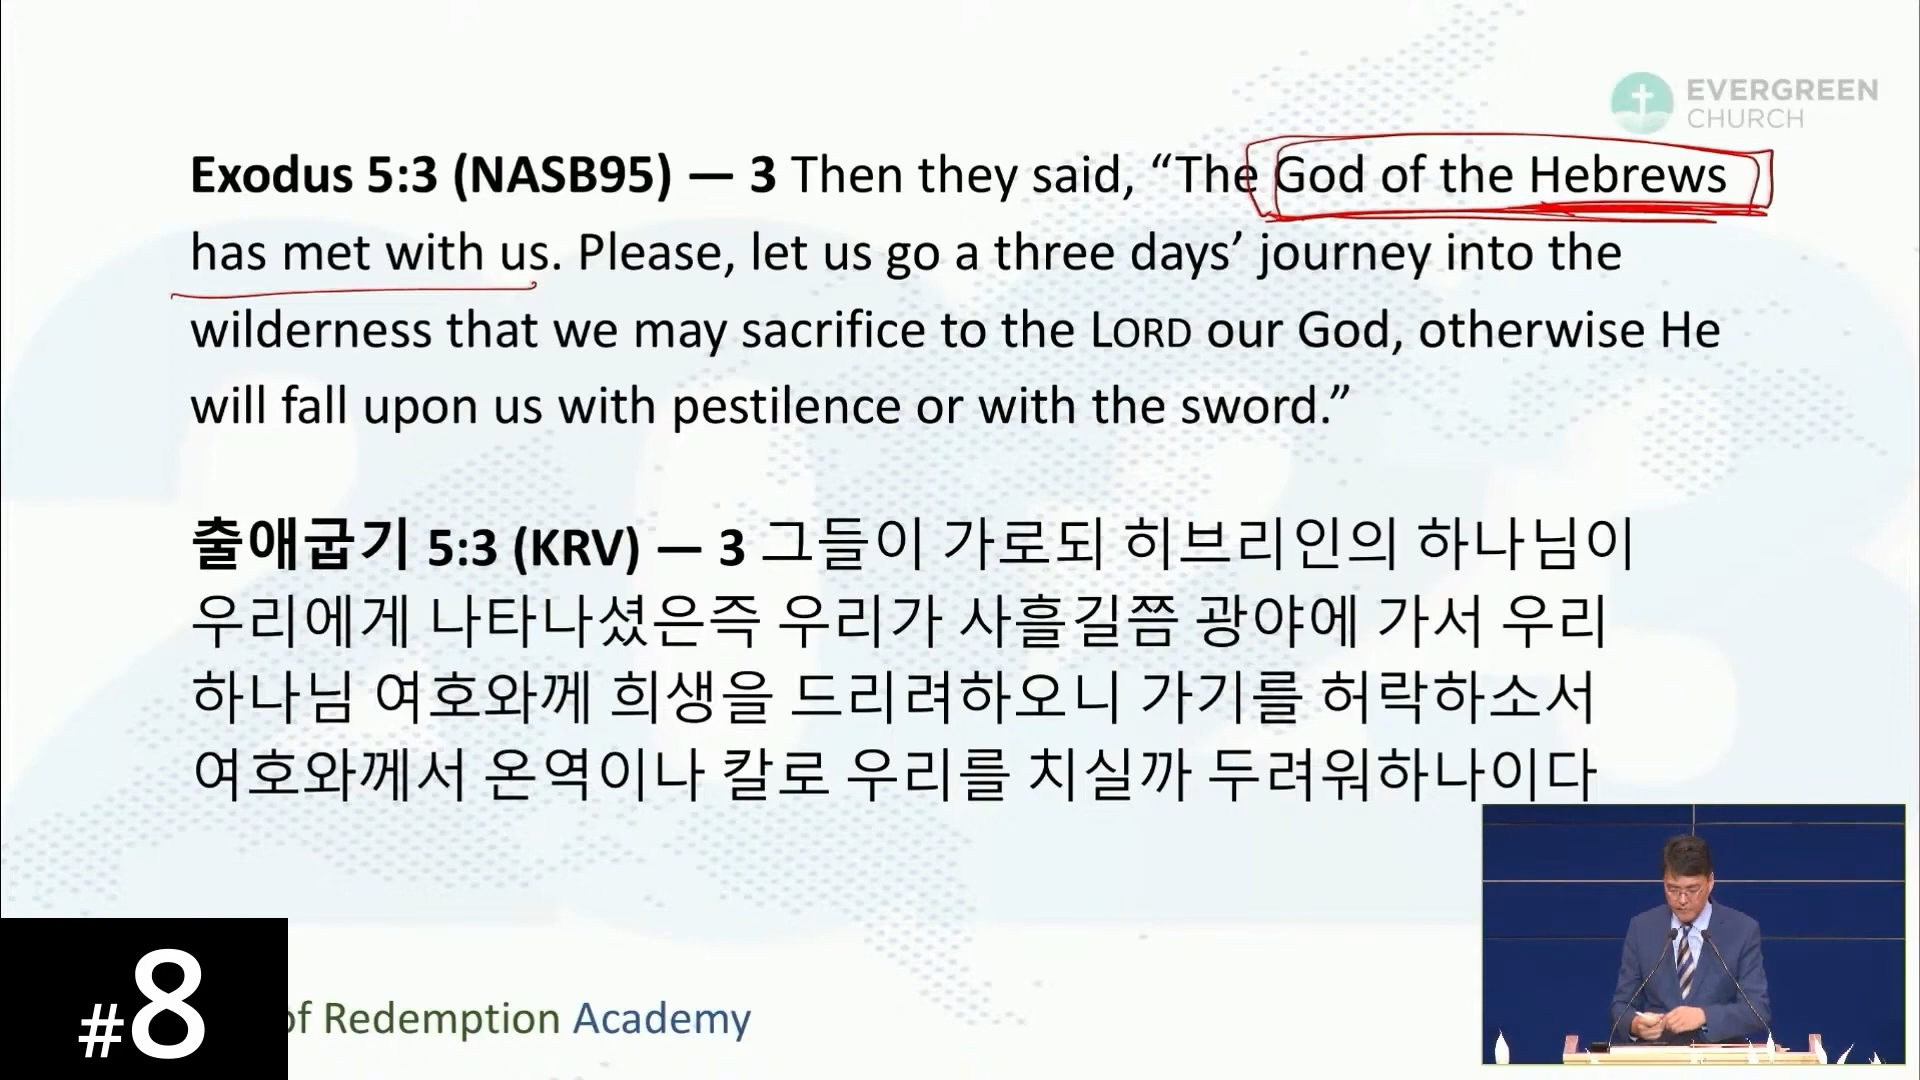 EVERGREEN
CHURCH
Exodus 5:3 (NASB95) — 3 Then they said, “The God of the Hebrews
has met with us. Please, let us go a three days’ journey into the
wilderness that we may sacrifice to the LORD our God, otherwise He
will fall upon us with pestilence or with the sword.”
출애굽기 5:3 (KRV) — 3 그들이 가로되 히브리인의 하나님이
우리에게 나타나셨은즉 우리가 사흘길쯤 광야에 가서 우리
하나님 여호와께 희생을 드리려하오니 가기를 허락하소서
여호와께서 온역이나 칼로 우리를 치실까 두려워하나이다
#8
of Redemption Academy